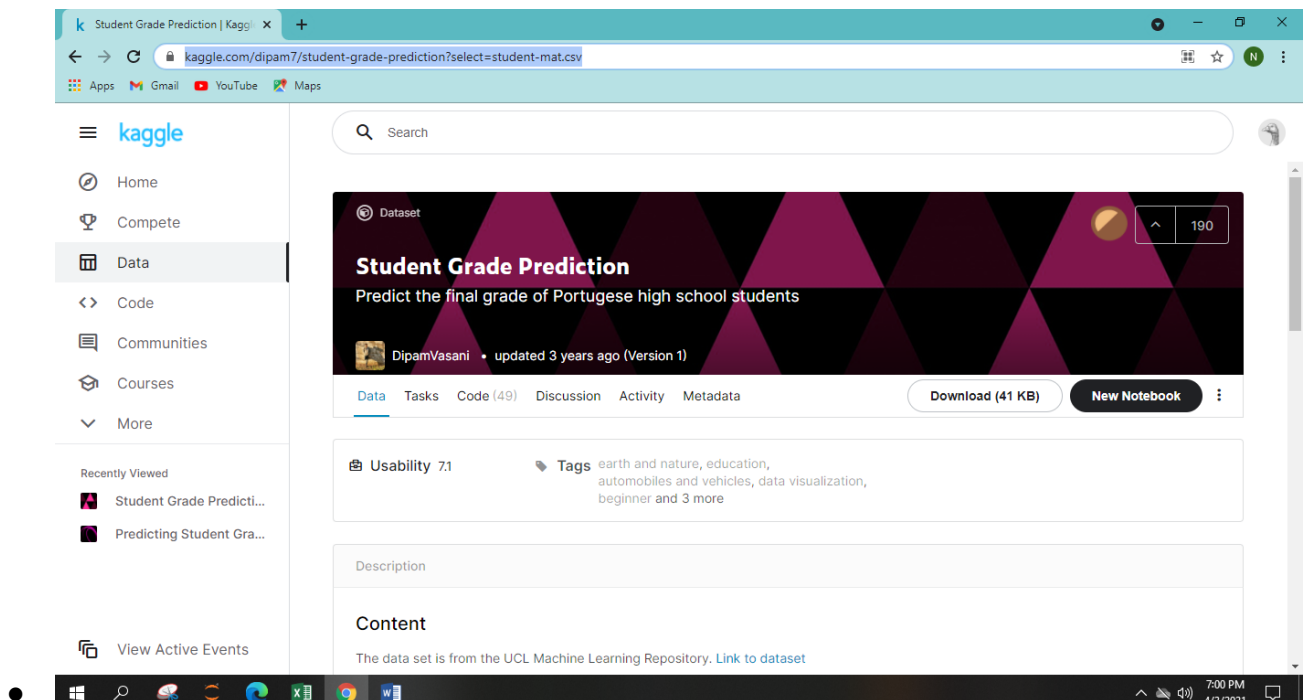 Student Grade Prediction | Kaggl
kaggle.com/dipam7/student-grade-prediction?select=student-mat.csv
N
Apps Gmail YouTube Maps
kaggle
Search
Home
Compete
Data
Code
Communities
Courses
More
Recently Viewed
Student Grade Predicti...
Predicting Student Gra...
View Active Events
Dataset
190
Student Grade Prediction
Predict the final grade of Portugese high school students
DipamVasani • updated 3 years ago (Version 1)
Data Tasks Code (49) Discussion Activity Metadata Download (41 KB) New Notebook
Usability 7.1 Tags earth and nature, education,
automobiles and vehicles, data visualization,
beginner and 3 more
Description
Content
The data set is from the UCL Machine Learning Repository. Link to dataset
7:00 PM